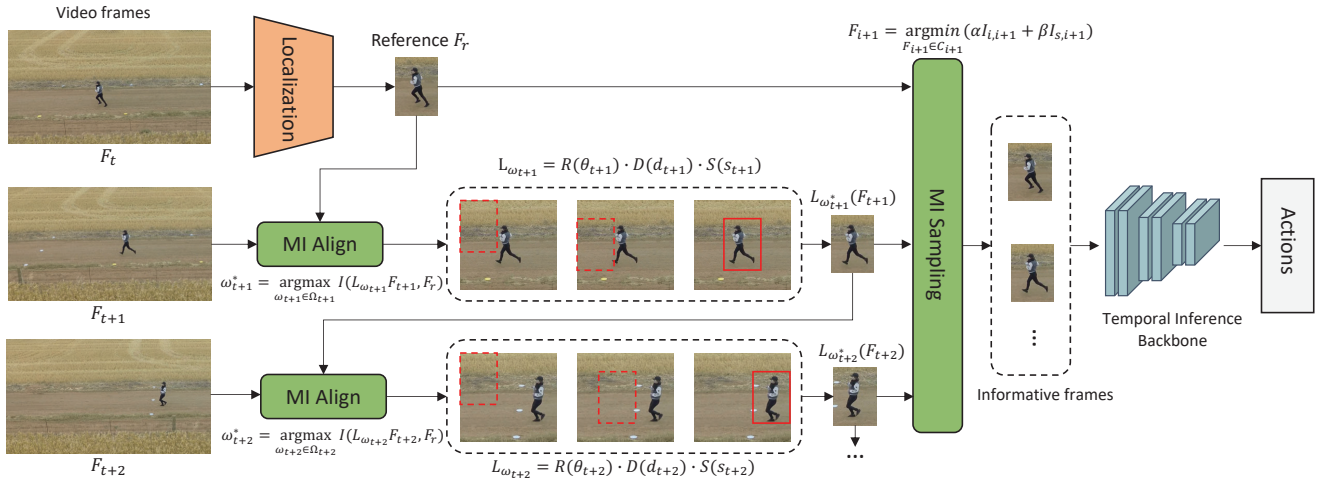 Video frames
Localization
Reference F_r
F_{i+1} = argmin_{F_{i+1}∈C_{i+1}} (αI_{i,i+1} + βI_{s,i+1})
F_t
L_{ω_{t+1}} = R(θ_{t+1}) · D(d_{t+1}) · S(s_{t+1})
MI Align
L_{ω^*_{t+1}}(F_{t+1})
MI Sampling
Actions
ω^*_{t+1} = argmax_{ω_{t+1}∈Ω_{t+1}} I(L_{ω_{t+1}}F_{t+1}, F_r)
F_{t+1}
Temporal Inference
Backbone
L_{ω^*_{t+2}}(F_{t+2})
MI Align
Informative frames
ω^*_{t+2} = argmax_{ω_{t+2}∈Ω_{t+2}} I(L_{ω_{t+2}}F_{t+2}, F_r)
F_{t+2}
L_{ω_{t+2}} = R(θ_{t+2}) · D(d_{t+2}) · S(s_{t+2})